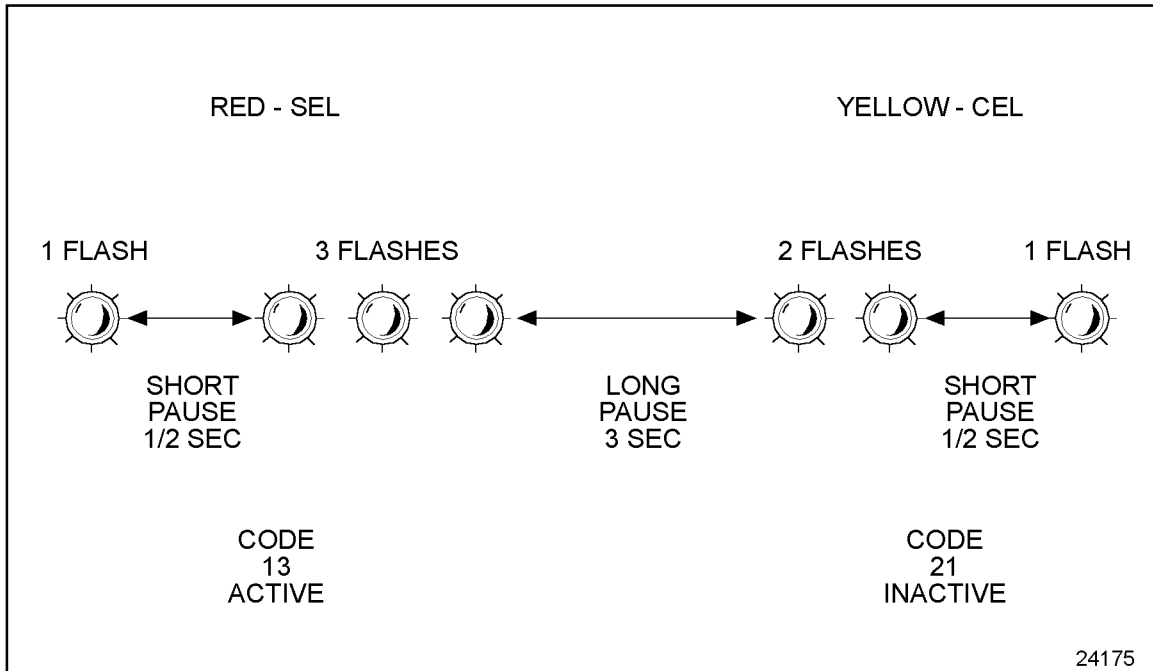 RED - SEL
YELLOW - CEL
1 FLASH
3 FLASHES
2 FLASHES
1 FLASH
SHORT
PAUSE
1/2 SEC
LONG
PAUSE
3 SEC
SHORT
PAUSE
1/2 SEC
CODE
13
ACTIVE
CODE
21
INACTIVE
24175